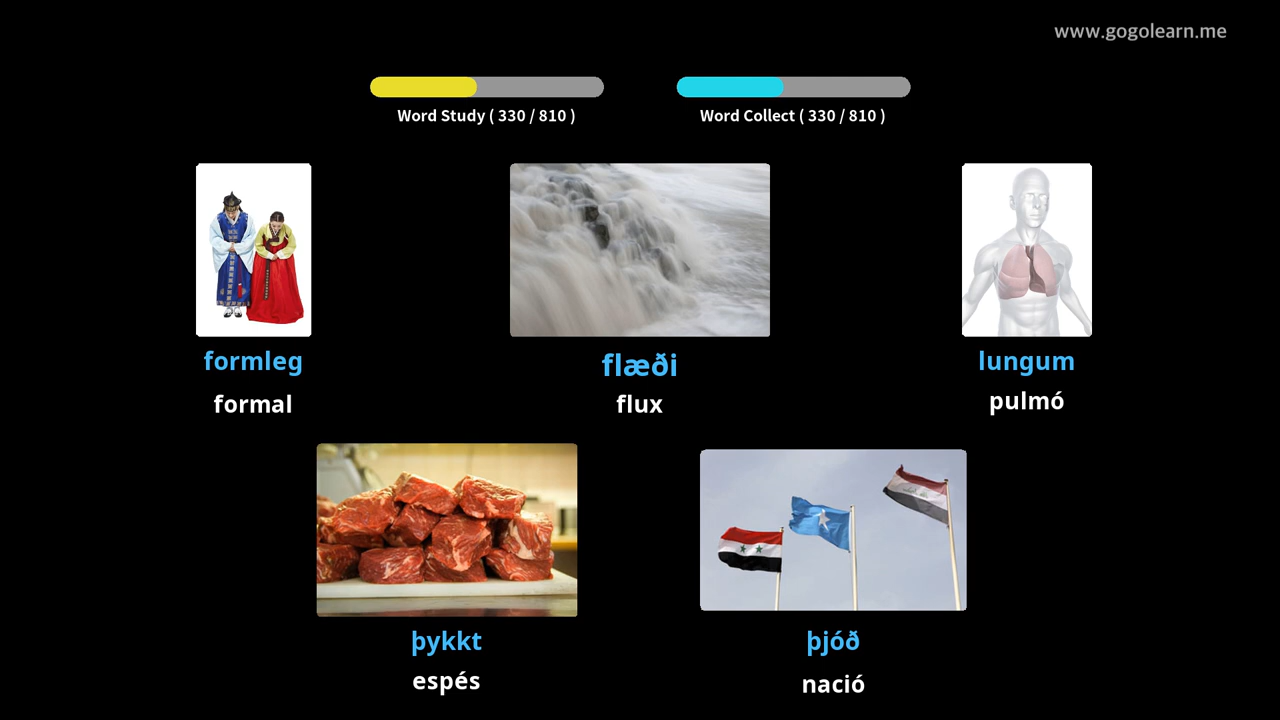 www.gogolearn.me
Word Study ( 330 / 810 )
Word Collect ( 330 / 810 )
formleg
formal
flæði
flux
lungum
pulmó
þykkt
espés
þjóð
nació